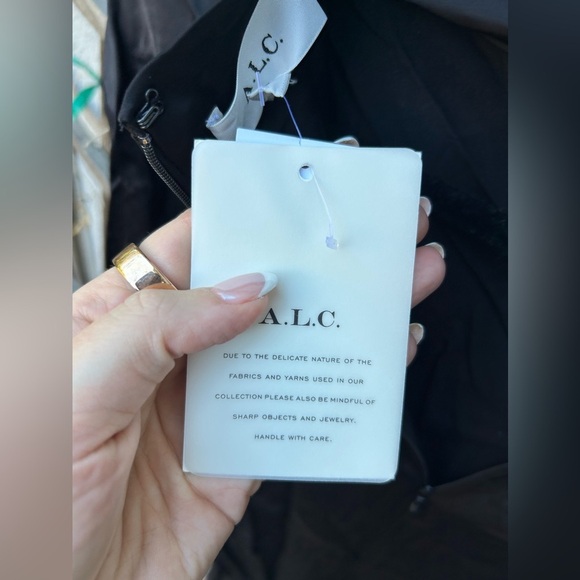 A.L.C.
A.L.C.
DUE TO THE DELICATE NATURE OF THE
FABRICS AND YARNS USED IN OUR
COLLECTION PLEASE ALSO BE MINDFUL OF
SHARP OBJECTS AND JEWELRY.
HANDLE WITH CARE.